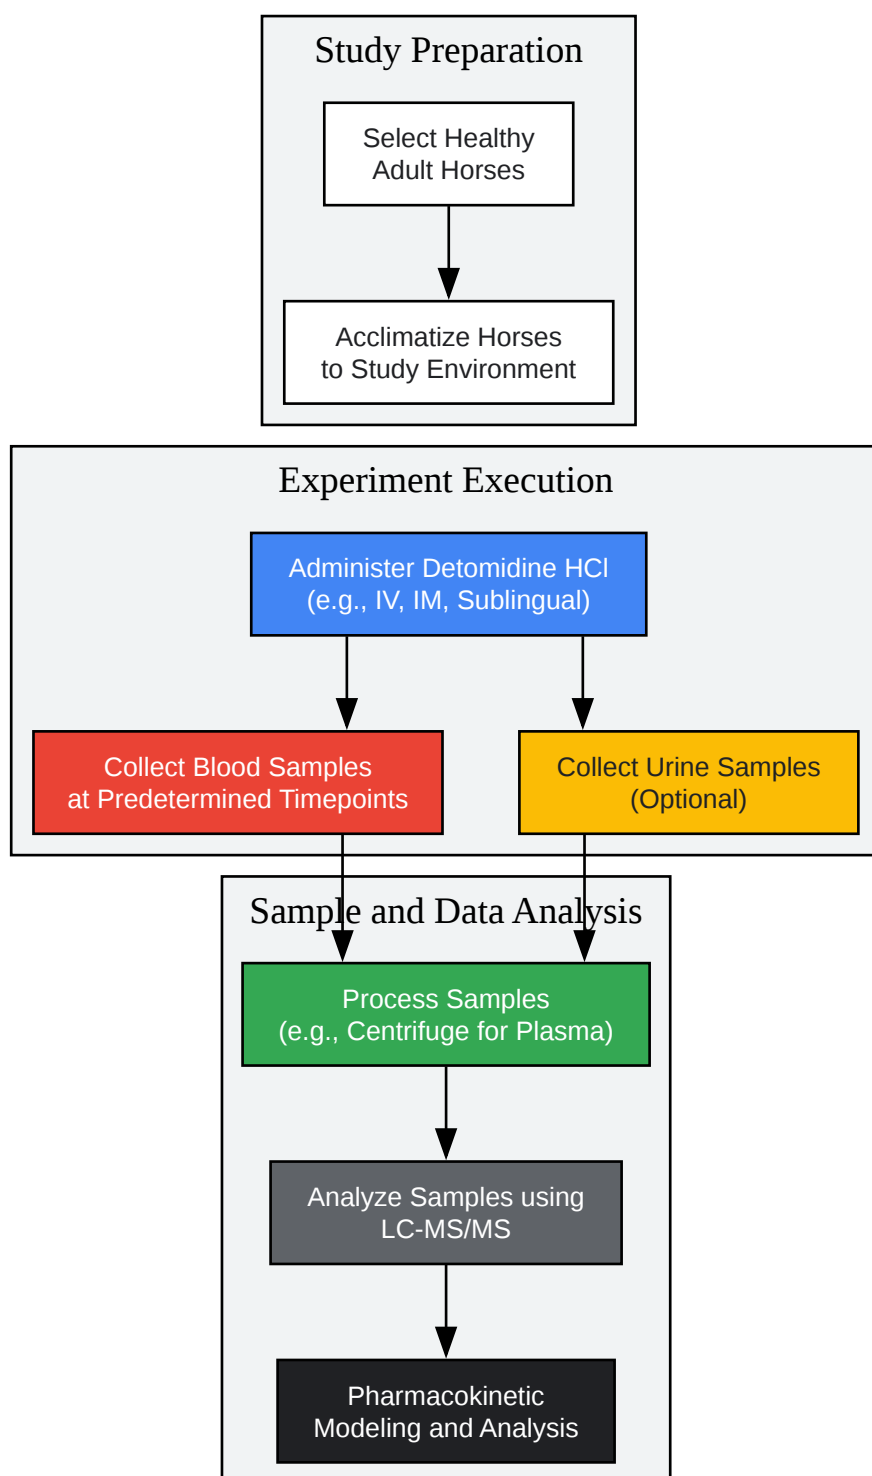 Study Preparation
Select Healthy
Adult Horses
Acclimatize Horses
to Study Environment
Experiment Execution
Administer Detomidine HCl
(e.g., IV, IM, Sublingual)
Collect Blood Samples
at Predetermined Timepoints
Collect Urine Samples
(Optional)
Sample and Data Analysis
Process Samples
(e.g., Centrifuge for Plasma)
Analyze Samples using
LC-MS/MS
Pharmacokinetic
Modeling and Analysis